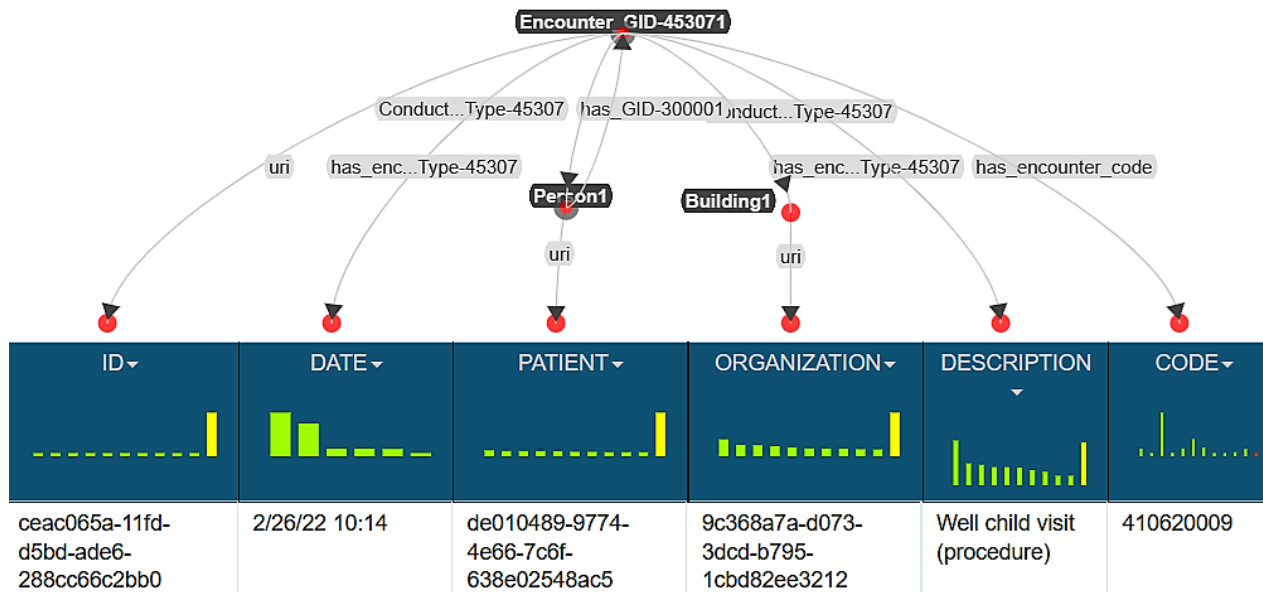 Encounter_GID-453071
Conduct...Type-45307
has_GID-300001
onduct...Type-45307
uri
has_enc...Type-45307
has_enc...Type-45307
has_encounter_code
Person1
Building1
uri
uri
ID
DATE
PATIENT
ORGANIZATION
DESCRIPTION
CODE
ceac065a-11fd-
d5bd-ade6-
288cc66c2bb0
2/26/22 10:14
de010489-9774-
4e66-7c6f-
638e02548ac5
9c368a7a-d073-
3dcd-b795-
1cbd82ee3212
Well child visit
(procedure)
410620009